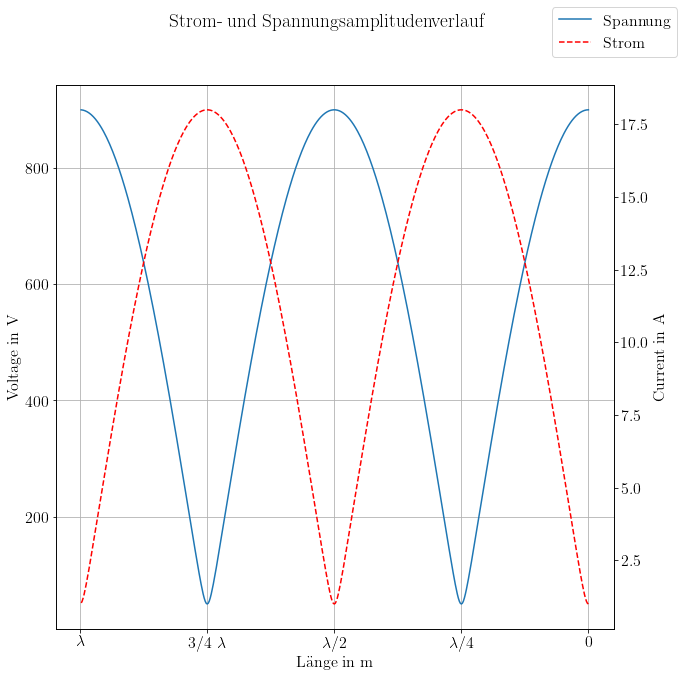 Strom- und Spannungsamplitudenverlauf
Spannung
Strom
Voltage in V
800
600
400
200
17.5
15.0
12.5
10.0
7.5
5.0
2.5
Current in A
λ
3/4 λ
λ/2
λ/4
0
Länge in m